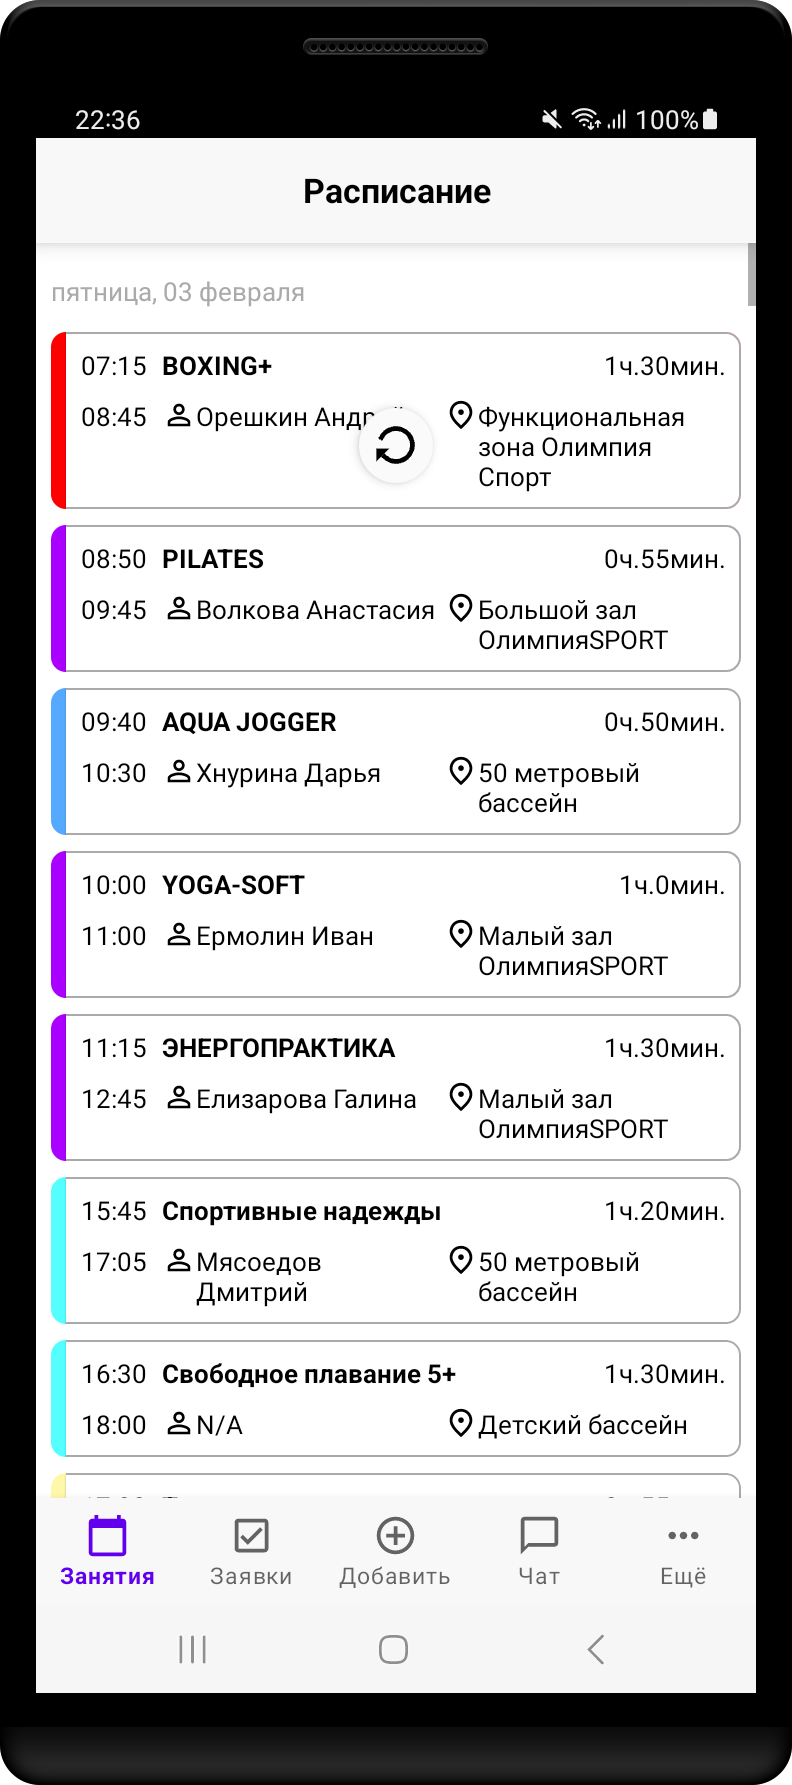 22:36 100%
Расписание
пятница, 03 февраля
07:15 BOXING+ 1ч.30мин.
08:45 Орешкин Функциональная
зона Олимпия
Спорт
08:50 PILATES 0ч.55мин.
09:45 Волкова Анастасия Большой зал
ОлимпияSPORT
09:40 AQUA JOGGER 0ч.50мин.
10:30 Хнурина Дарья 50 метровый
бассейн
10:00 YOGA-SOFT 1ч.0мин.
11:00 Ермолин Иван Малый зал
ОлимпияSPORT
11:15 ЭНЕРГОПРАКТИКА 1ч.30мин.
12:45 Елизарова Галина Малый зал
ОлимпияSPORT
15:45 Спортивные надежды 1ч.20мин.
17:05 Мясоедов 50 метровый
Дмитрий бассейн
16:30 Свободное плавание 5+ 1ч.30мин.
18:00 N/A Детский бассейн
Занятия Заявки Добавить Чат Ещё